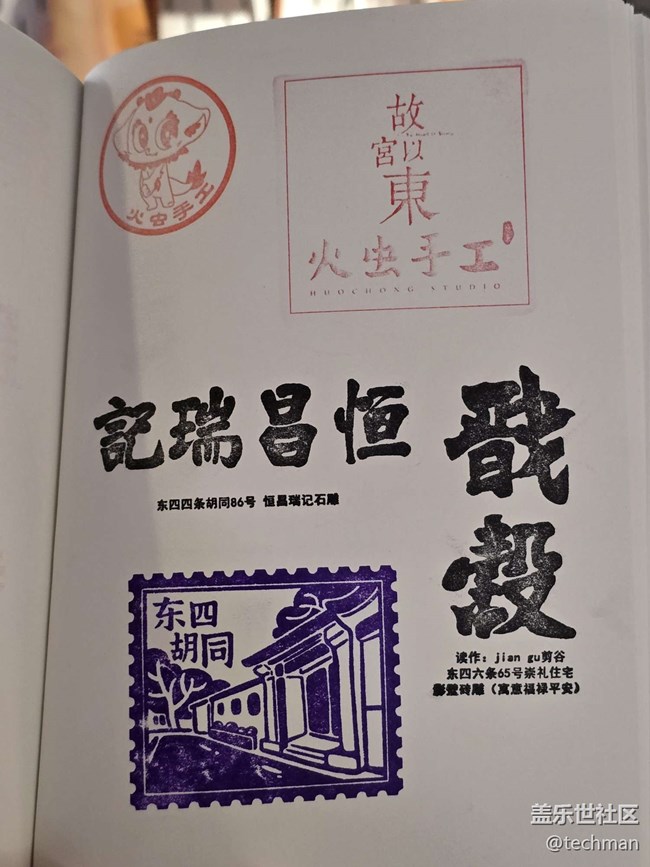 火虫手工
故宮以東
火虫手工
HUOCHONG STUDIO
恒昌瑞記
东四四条胡同86号 恒昌瑞记石雕
戩穀
读作：jian gu剪谷
东四六条65号崇礼住宅
影壁砖雕（寓意福禄平安）
东四
胡同
盖乐世社区
@techman